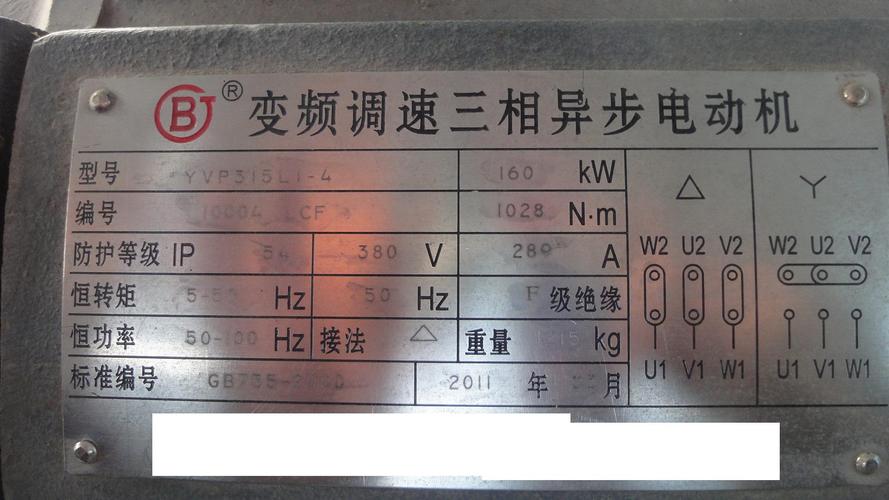 BJ ® 变频调速三相异步电动机
型号 YVP315L1-4 160 kW
编号 LCF 1028 N·m
防护等级 IP 54 380 V 289 A
恒转矩 Hz 50 Hz F 级绝缘
恒功率 50-100 Hz 接法 △ 重量 kg
标准编号 2011 年 月
△ Y
W2 U2 V2 W2 U2 V2
U1 V1 W1 U1 V1 W1